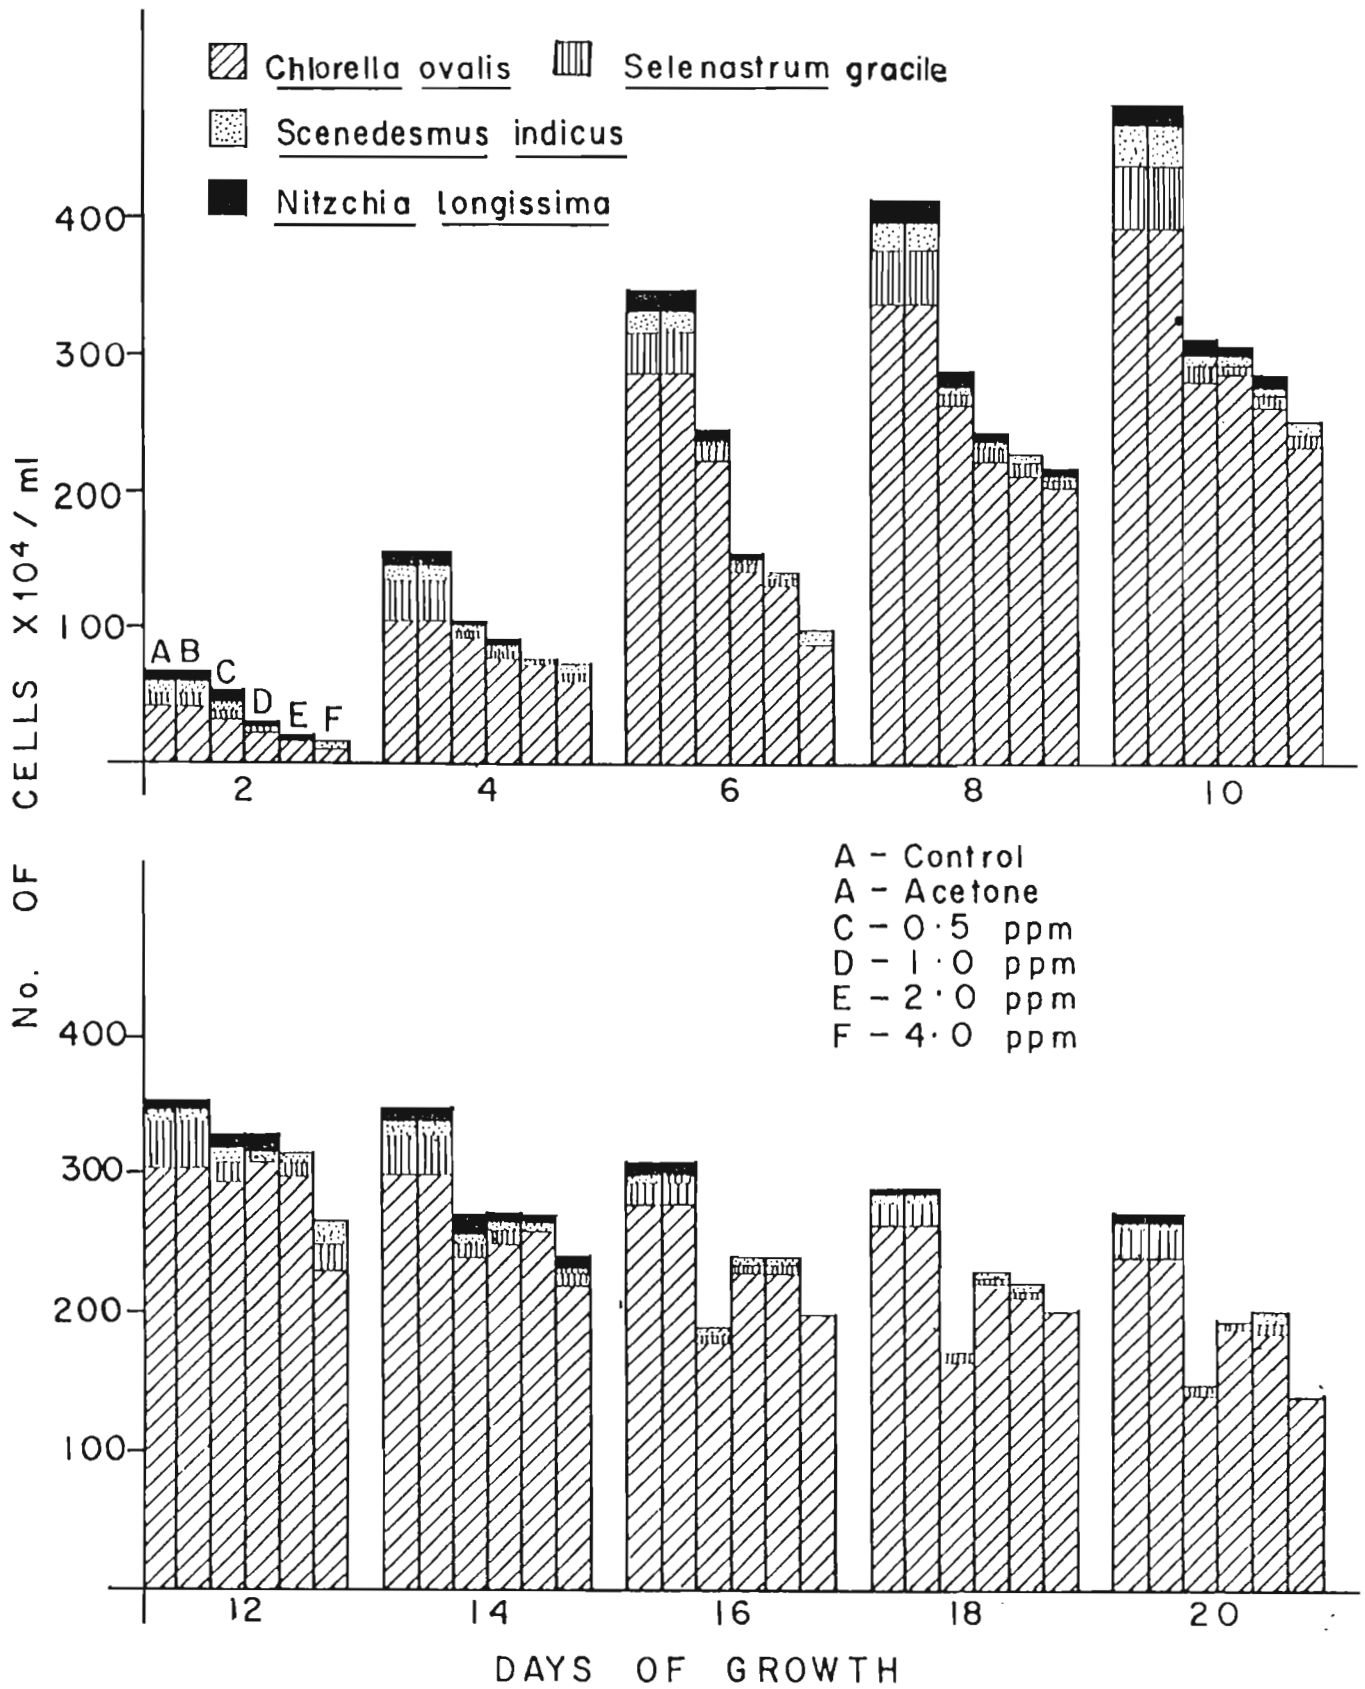 Chlorella ovalis Selenastrum gracile
Scenedesmus indicus
Nitzchia longissima
400
300
200
100
A B C D E F
2 4 6 8 10
No. OF CELLS X10⁴/ ml
A - Control
A - Acetone
C - 0·5 ppm
D - 1·0 ppm
E - 2·0 ppm
F - 4·0 ppm
400
300
200
100
12 14 16 18 20
DAYS OF GROWTH